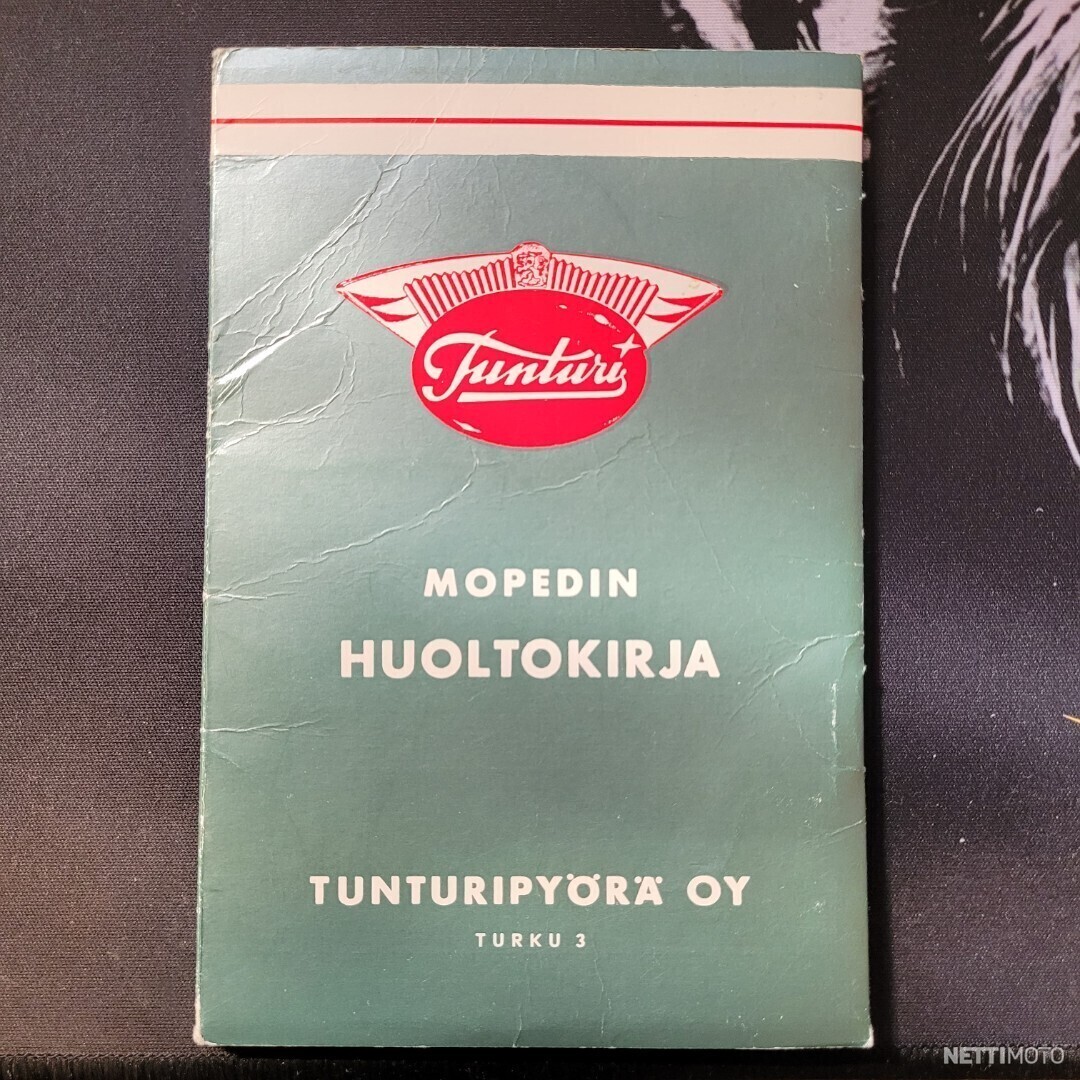 Tunturi
MOPEDIN
HUOLTOKIRJA
TUNTURIPYÖRÄ OY
TURKU 3
NETTIMOTO